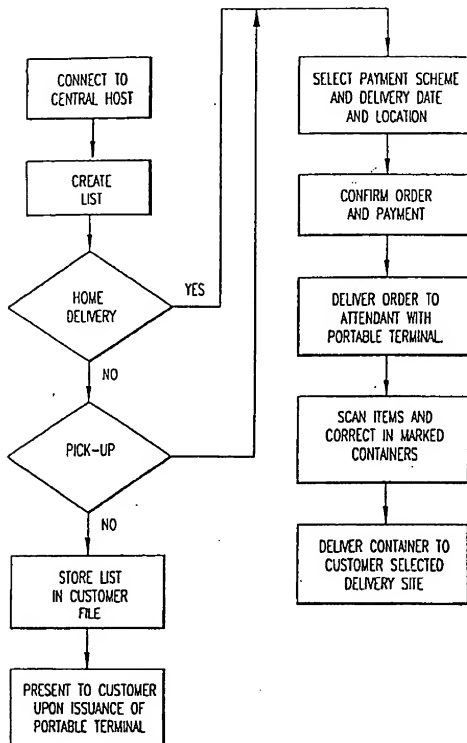 CONNECT TO
CENTRAL HOST
CREATE
LIST
HOME
DELIVERY
YES
NO
PICK-UP
NO
STORE LIST
IN CUSTOMER
FILE
PRESENT TO CUSTOMER
UPON ISSUANCE OF
PORTABLE TERMINAL
SELECT PAYMENT SCHEME
AND DELIVERY DATE
AND LOCATION
CONFIRM ORDER
AND PAYMENT
DELIVER ORDER TO
ATTENDANT WITH
PORTABLE TERMINAL.
SCAN ITEMS AND
CORRECT IN MARKED
CONTAINERS
DELIVER CONTAINER TO
CUSTOMER SELECTED
DELIVERY SITE